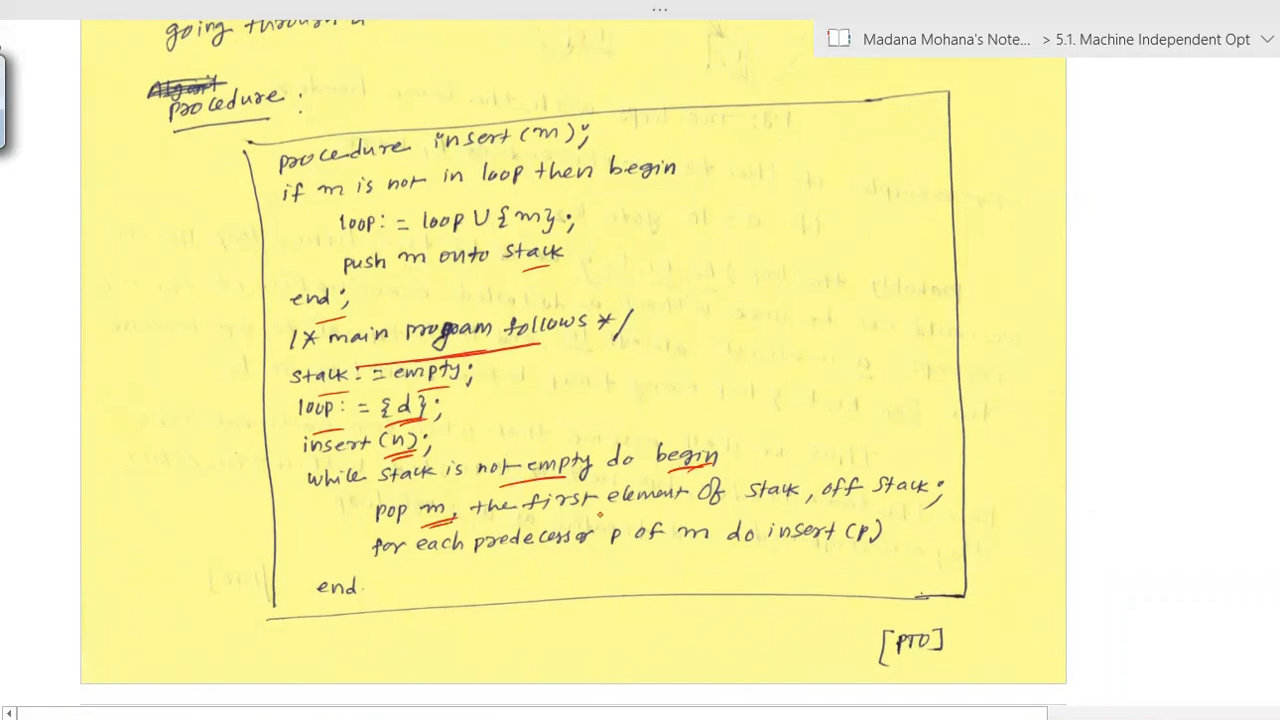 ...
Madana Mohana's Note... > 5.1. Machine Independent Opt
going through
Procedure :
procedure insert (m);
if m is not in loop then begin
loop: = loop U {m};
push m onto stack
end;
/* main program follows */
stack: = empty;
loop: = {d};
insert (n);
while stack is not empty do begin
pop m, the first element of stack, off stack;
for each predecessor p of m do insert (p)
end.
[PTO]